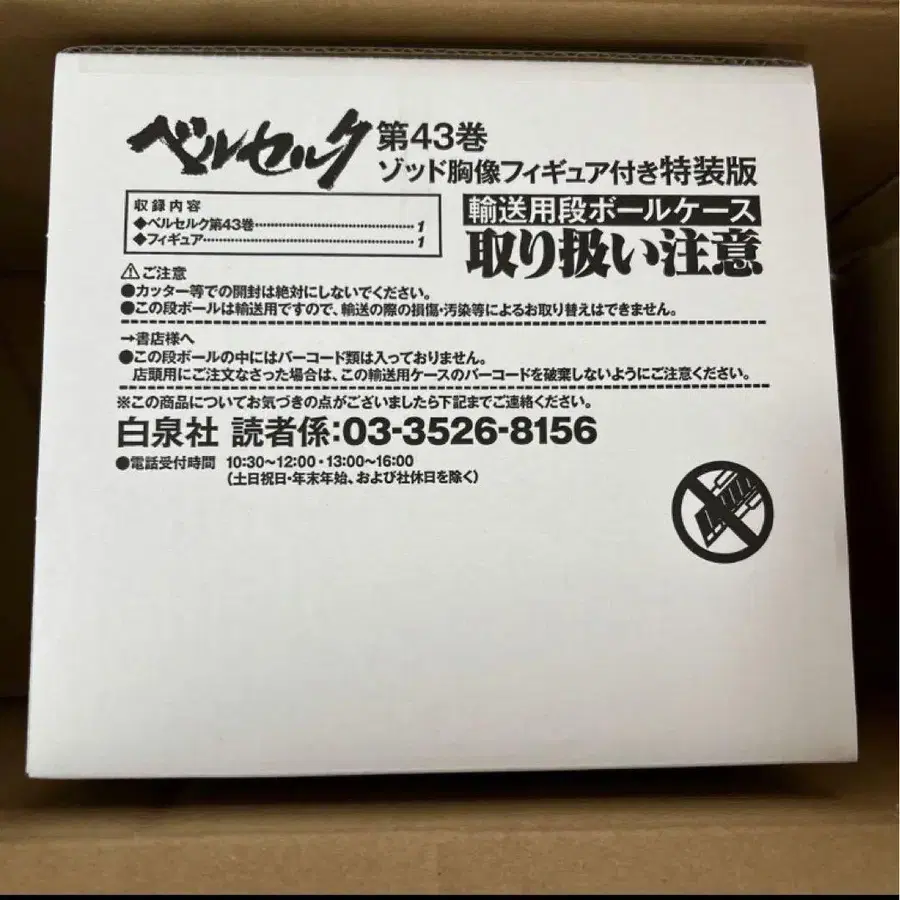 ベルセルク 第43巻
ゾッド胸像フィギュア付き特装版
収録内容
◆ベルセルク第43巻……1
◆フィギュア……1
輸送用段ボールケース
取り扱い注意
⚠ご注意
●カッター等での開封は絶対にしないでください。
●この段ボールは輸送用ですので、輸送の際の損傷・汚染等によるお取り替えはできません。
→書店様へ
●この段ボールの中にはバーコード類は入っておりません。
店頭用にご注文なさった場合は、この輸送用ケースのバーコードを破棄しないようにご注意ください。
※この商品についてお気づきの点がございましたら下記までご連絡ください。
白泉社 読者係:03-3526-8156
●電話受付時間 10:30~12:00・13:00~16:00
(土日祝日・年末年始、および社休日を除く)